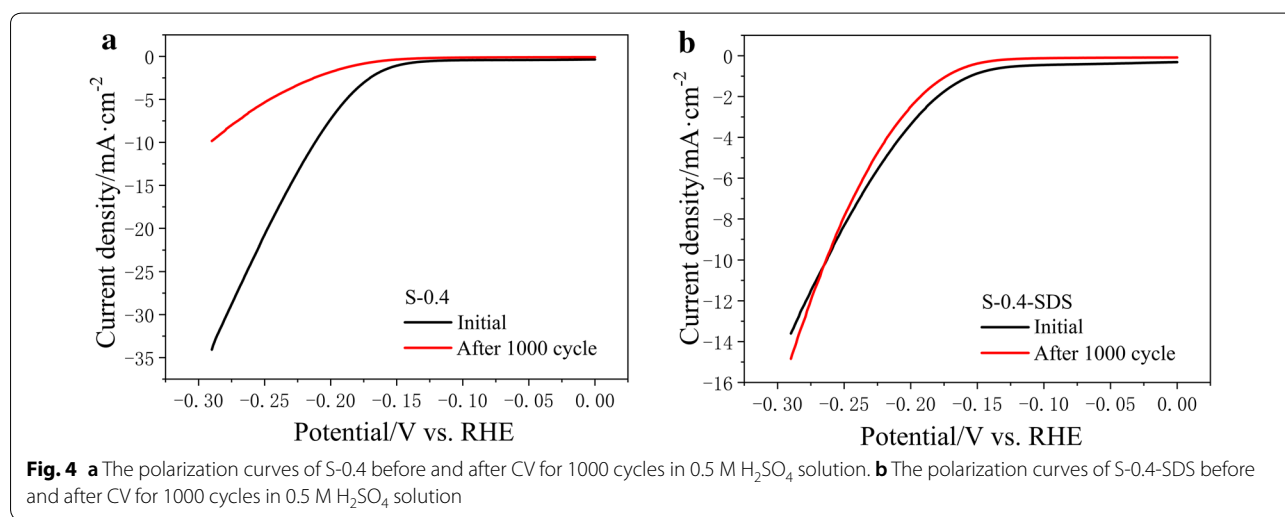 a
0
−5
−10
−15
−20
−25
−30
−35
Current density/mA·cm⁻²
S-0.4
Initial
After 1000 cycle
−0.30 −0.25 −0.20 −0.15 −0.10 −0.05 0.00
Potential/V vs. RHE
b
0
−2
−4
−6
−8
−10
−12
−14
−16
Current density/mA·cm⁻²
S-0.4-SDS
Initial
After 1000 cycle
−0.30 −0.25 −0.20 −0.15 −0.10 −0.05 0.00
Potential/V vs. RHE
Fig. 4 a The polarization curves of S-0.4 before and after CV for 1000 cycles in 0.5 M H₂SO₄ solution. b The polarization curves of S-0.4-SDS before
and after CV for 1000 cycles in 0.5 M H₂SO₄ solution